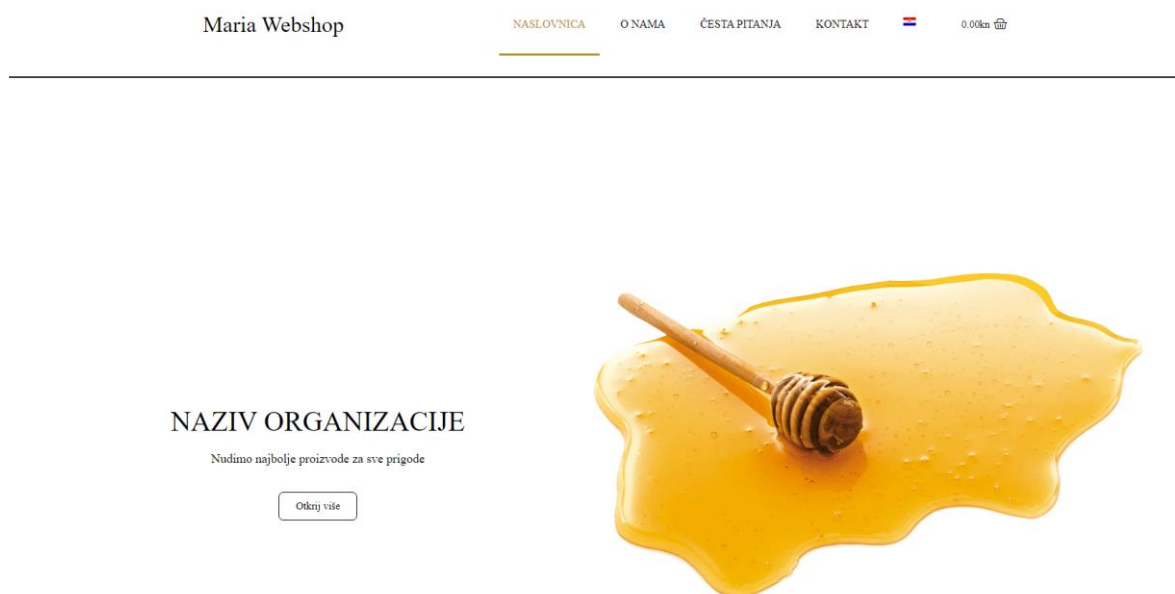 Maria Webshop
NASLOVNICA O NAMA ČESTA PITANJA KONTAKT 0.00kn
NAZIV ORGANIZACIJE
Nudimo najbolje proizvode za sve prigode
Otkrij više